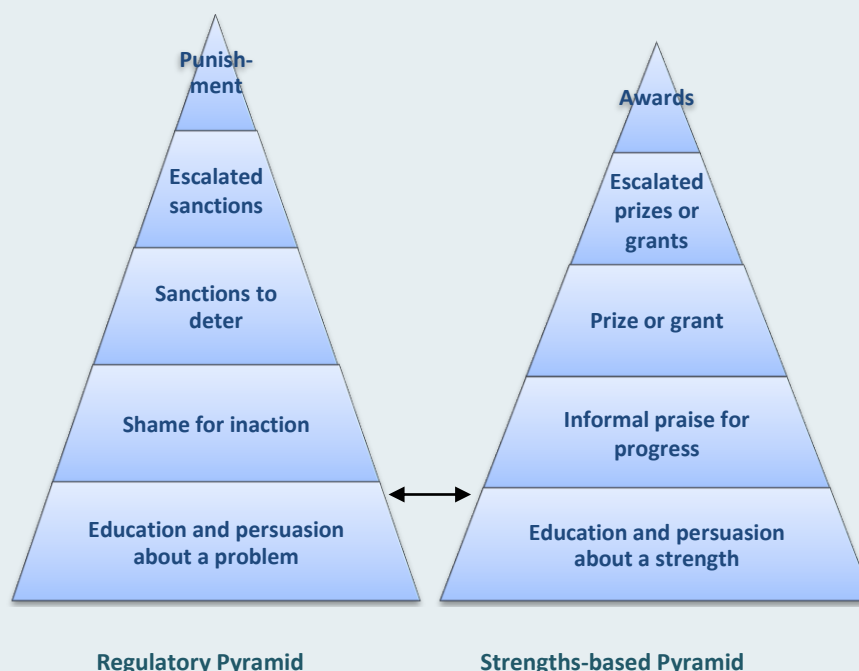 Punish-
ment
Escalated
sanctions
Sanctions to
deter
Shame for inaction
Education and persuasion
about a problem
Regulatory Pyramid
Awards
Escalated
prizes or
grants
Prize or grant
Informal praise for
progress
Education and persuasion
about a strength
Strengths-based Pyramid